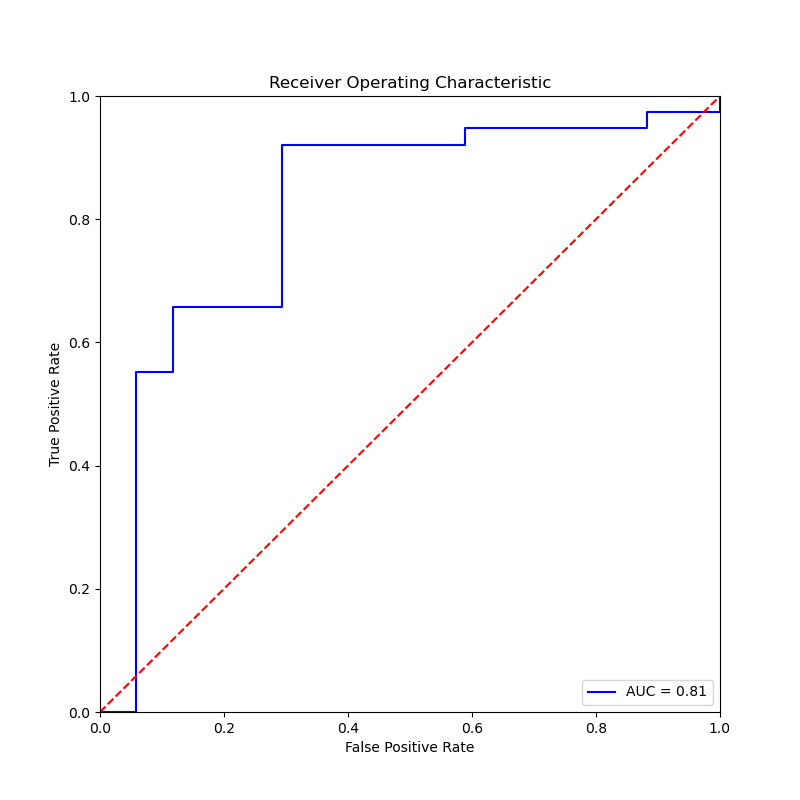 Receiver Operating Characteristic
1.0
0.8
0.6
0.4
0.2
0.0
True Positive Rate
AUC = 0.81
0.0 0.2 0.4 0.6 0.8 1.0
False Positive Rate